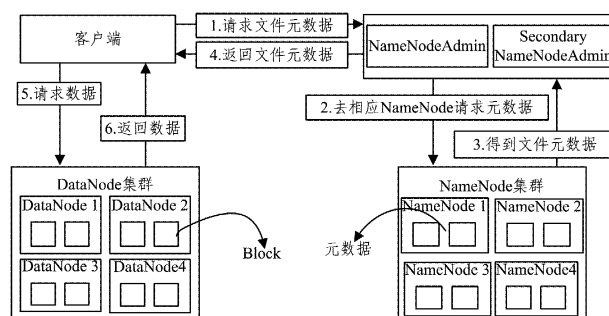 客户端
1.请求文件元数据
4.返回文件元数据
NameNodeAdmin
Secondary
NameNodeAdmin
5.请求数据
6.返回数据
2.去相应NameNode请求元数据
3.得到文件元数据
DataNode集群
DataNode 1
DataNode 2
DataNode 3
DataNode4
Block
元数据
NameNode集群
NameNode 1
NameNode 2
NameNode 3
NameNode4